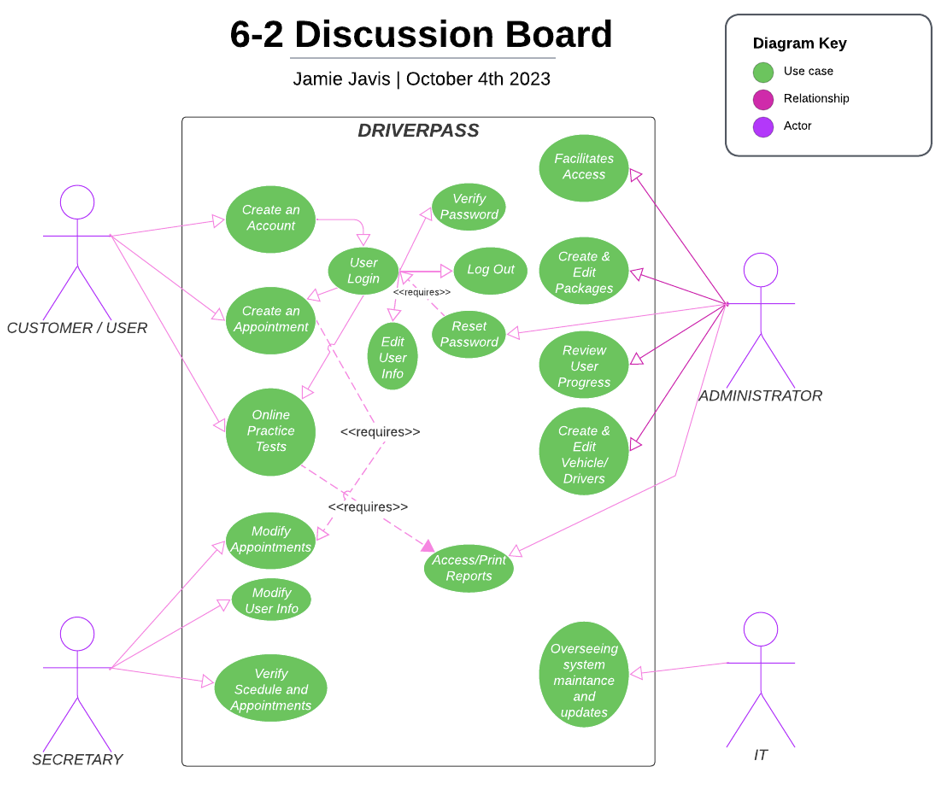 6-2 Discussion Board
Jamie Javis | October 4th 2023
Diagram Key
Use case
Relationship
Actor
DRIVERPASS
Facilitates
Access
Create an
Account
Verify
Password
User
Login
Log Out
Create &
Edit
Packages
<<requires>>
CUSTOMER / USER
Create an
Appointment
Edit
User
Info
Reset
Password
Review
User
Progress
ADMINISTRATOR
Online
Practice
Tests
<<requires>>
Create &
Edit
Vehicle/
Drivers
<<requires>>
Modify
Appointments
Access/Print
Reports
Modify
User Info
Verify
Scedule and
Appointments
Overseeing
system
maintance
and
updates
SECRETARY
IT